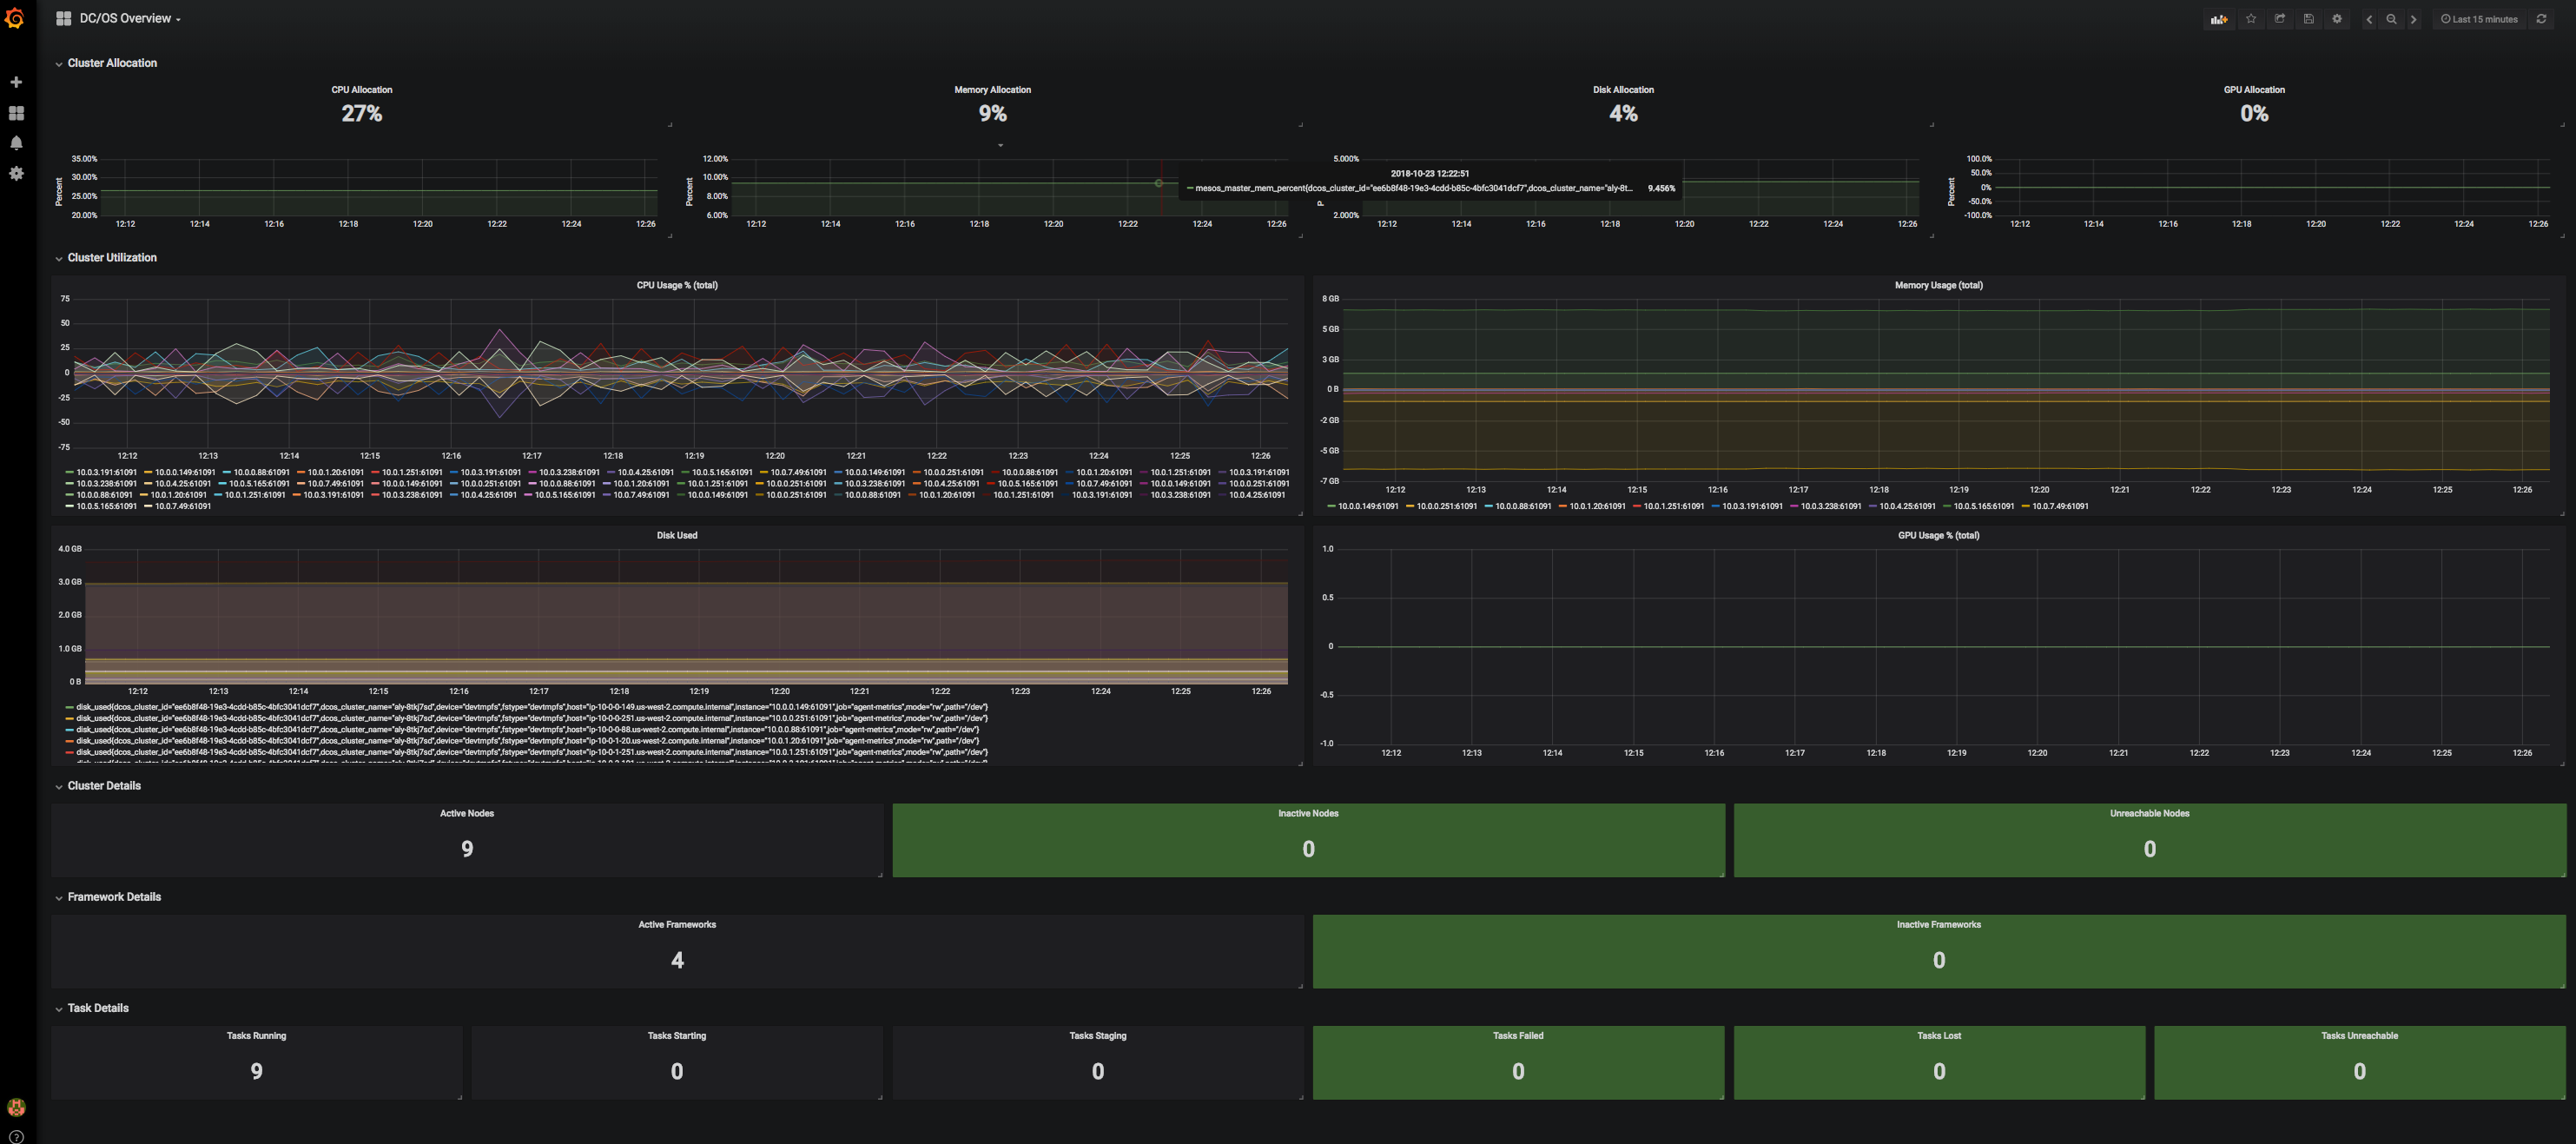 DC/OS Overview
Last 15 minutes
Cluster Allocation
CPU Allocation
27%
Memory Allocation
9%
Disk Allocation
4%
GPU Allocation
0%
Percent
35.00%
30.00%
25.00%
20.00%
12:12 12:14 12:16 12:18 12:20 12:22 12:24 12:26
Percent
12.00%
10.00%
8.00%
6.00%
12:12 12:14 12:16 12:18 12:20 12:22 12:24 12:26
2018-10-23 12:22:51
mesos_master_mem_percent{dcos_cluster_id="ee6b8f48-19e3-4cdd-b85c-4bfc3041dcf7",dcos_cluster_name="aly-8t... 9.456%
5.000%
2.000%
12:12 12:14 12:16 12:18 12:20 12:22 12:24 12:26
Percent
100.0%
50.0%
0%
-50.0%
-100.0%
12:12 12:14 12:16 12:18 12:20 12:22 12:24 12:26
Cluster Utilization
CPU Usage % (total)
75
50
25
0
-25
-50
-75
12:12 12:13 12:14 12:15 12:16 12:17 12:18 12:19 12:20 12:21 12:22 12:23 12:24 12:25 12:26
10.0.3.191:61091 10.0.0.149:61091 10.0.0.88:61091 10.0.1.20:61091 10.0.1.251:61091 10.0.3.191:61091 10.0.3.238:61091 10.0.4.25:61091 10.0.5.165:61091 10.0.7.49:61091 10.0.0.149:61091 10.0.0.251:61091 10.0.0.88:61091 10.0.1.20:61091 10.0.1.251:61091 10.0.3.191:61091
10.0.3.238:61091 10.0.4.25:61091 10.0.5.165:61091 10.0.7.49:61091 10.0.0.149:61091 10.0.0.251:61091 10.0.0.88:61091 10.0.1.20:61091 10.0.1.251:61091 10.0.0.251:61091 10.0.3.238:61091 10.0.4.25:61091 10.0.5.165:61091 10.0.7.49:61091 10.0.0.149:61091 10.0.0.251:61091
10.0.0.88:61091 10.0.1.20:61091 10.0.1.251:61091 10.0.3.191:61091 10.0.3.238:61091 10.0.4.25:61091 10.0.5.165:61091 10.0.7.49:61091 10.0.0.149:61091 10.0.0.251:61091 10.0.0.88:61091 10.0.1.20:61091 10.0.1.251:61091 10.0.3.191:61091 10.0.3.238:61091 10.0.4.25:61091
10.0.5.165:61091 10.0.7.49:61091
Memory Usage (total)
8 GB
5 GB
3 GB
0 B
-2 GB
-5 GB
-7 GB
12:12 12:13 12:14 12:15 12:16 12:17 12:18 12:19 12:20 12:21 12:22 12:23 12:24 12:25 12:26
10.0.0.149:61091 10.0.0.251:61091 10.0.0.88:61091 10.0.1.20:61091 10.0.1.251:61091 10.0.3.191:61091 10.0.3.238:61091 10.0.4.25:61091 10.0.5.165:61091 10.0.7.49:61091
Disk Used
4.0 GB
3.0 GB
2.0 GB
1.0 GB
0 B
12:12 12:13 12:14 12:15 12:16 12:17 12:18 12:19 12:20 12:21 12:22 12:23 12:24 12:25 12:26
disk_used{dcos_cluster_id="ee6b8f48-19e3-4cdd-b85c-4bfc3041dcf7",dcos_cluster_name="aly-8tkj7sd",device="devtmpfs",fstype="devtmpfs",host="ip-10-0-0-149.us-west-2.compute.internal",instance="10.0.0.149:61091",job="agent-metrics",mode="rw",path="/dev"}
disk_used{dcos_cluster_id="ee6b8f48-19e3-4cdd-b85c-4bfc3041dcf7",dcos_cluster_name="aly-8tkj7sd",device="devtmpfs",fstype="devtmpfs",host="ip-10-0-0-251.us-west-2.compute.internal",instance="10.0.0.251:61091",job="agent-metrics",mode="rw",path="/dev"}
disk_used{dcos_cluster_id="ee6b8f48-19e3-4cdd-b85c-4bfc3041dcf7",dcos_cluster_name="aly-8tkj7sd",device="devtmpfs",fstype="devtmpfs",host="ip-10-0-0-88.us-west-2.compute.internal",instance="10.0.0.88:61091",job="agent-metrics",mode="rw",path="/dev"}
disk_used{dcos_cluster_id="ee6b8f48-19e3-4cdd-b85c-4bfc3041dcf7",dcos_cluster_name="aly-8tkj7sd",device="devtmpfs",fstype="devtmpfs",host="ip-10-0-1-20.us-west-2.compute.internal",instance="10.0.1.20:61091",job="agent-metrics",mode="rw",path="/dev"}
disk_used{dcos_cluster_id="ee6b8f48-19e3-4cdd-b85c-4bfc3041dcf7",dcos_cluster_name="aly-8tkj7sd",device="devtmpfs",fstype="devtmpfs",host="ip-10-0-1-251.us-west-2.compute.internal",instance="10.0.1.251:61091",job="agent-metrics",mode="rw",path="/dev"}
GPU Usage % (total)
1.0
0.5
0
-0.5
-1.0
12:12 12:13 12:14 12:15 12:16 12:17 12:18 12:19 12:20 12:21 12:22 12:23 12:24 12:25 12:26
Cluster Details
Active Nodes
9
Inactive Nodes
0
Unreachable Nodes
0
Framework Details
Active Frameworks
4
Inactive Frameworks
0
Task Details
Tasks Running
9
Tasks Starting
0
Tasks Staging
0
Tasks Failed
0
Tasks Lost
0
Tasks Unreachable
0